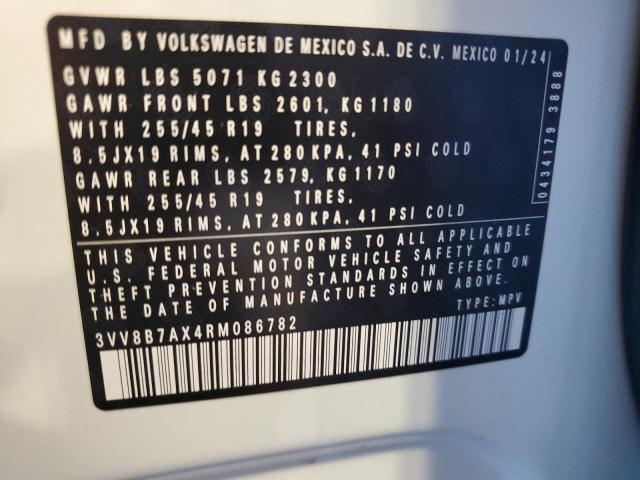 MFD BY VOLKSWAGEN DE MEXICO S.A. DE C.V. MEXICO 01/24
GVWR LBS 5071 KG 2300
GAWR FRONT LBS 2601, KG 1180
WITH 255/45 R19 TIRES,
8.5JX19 RIMS, AT 280 KPA, 41 PSI COLD
GAWR REAR LBS 2579, KG 1170
WITH 255/45 R19 TIRES,
8.5JX19 RIMS, AT 280 KPA, 41 PSI COLD
THIS VEHICLE CONFORMS TO ALL APPLICABLE
U.S. FEDERAL MOTOR VEHICLE SAFETY AND
THEFT PREVENTION STANDARDS IN EFFECT ON
THE DATE OF MANUFACTURE SHOWN ABOVE.
TYPE: MPV
3VV8B7AX4RM086782
0434179 3888